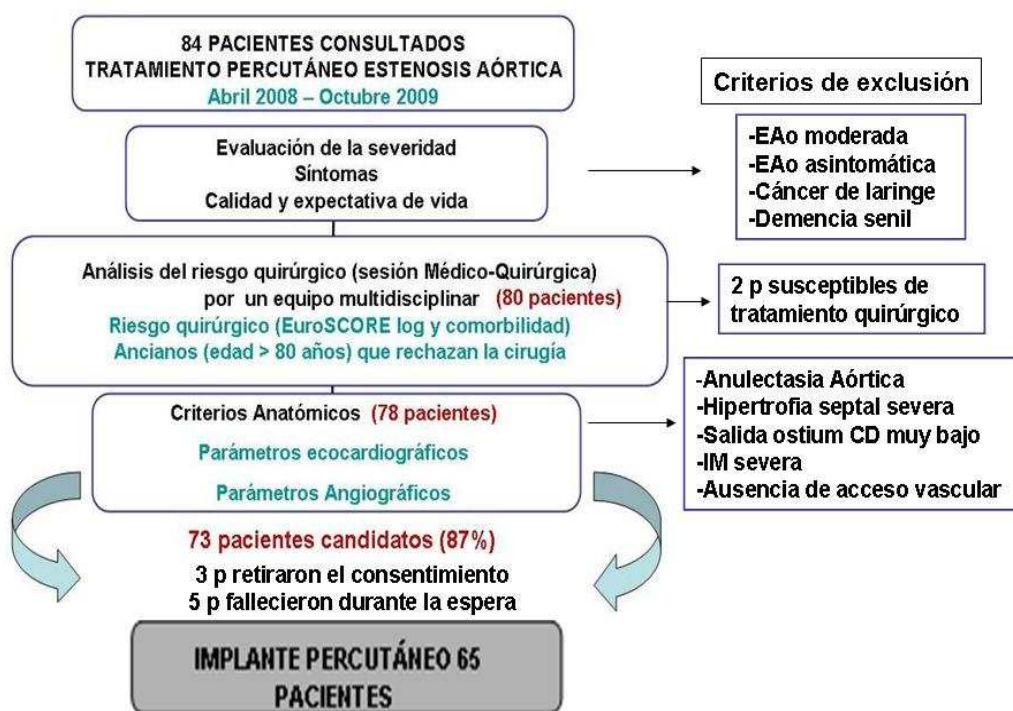 84 PACIENTES CONSULTADOS
TRATAMIENTO PERCUTÁNEO ESTENOSIS AÓRTICA
Abril 2008 – Octubre 2009
Criterios de exclusión
Evaluación de la severidad
Síntomas
Calidad y expectativa de vida
-EAo moderada
-EAo asintomática
-Cáncer de laringe
-Demencia senil
Análisis del riesgo quirúrgico (sesión Médico-Quirúrgica)
por un equipo multidisciplinar (80 pacientes)
Riesgo quirúrgico (EuroSCORE log y comorbilidad)
Ancianos (edad > 80 años) que rechazan la cirugía
2 p susceptibles de
tratamiento quirúrgico
Criterios Anatómicos (78 pacientes)
Parámetros ecocardiográficos
Parámetros Angiográficos
-Anulectasia Aórtica
-Hipertrofia septal severa
-Salida ostium CD muy bajo
-IM severa
-Ausencia de acceso vascular
73 pacientes candidatos (87%)
3 p retiraron el consentimiento
5 p fallecieron durante la espera
IMPLANTE PERCUTÁNEO 65
PACIENTES